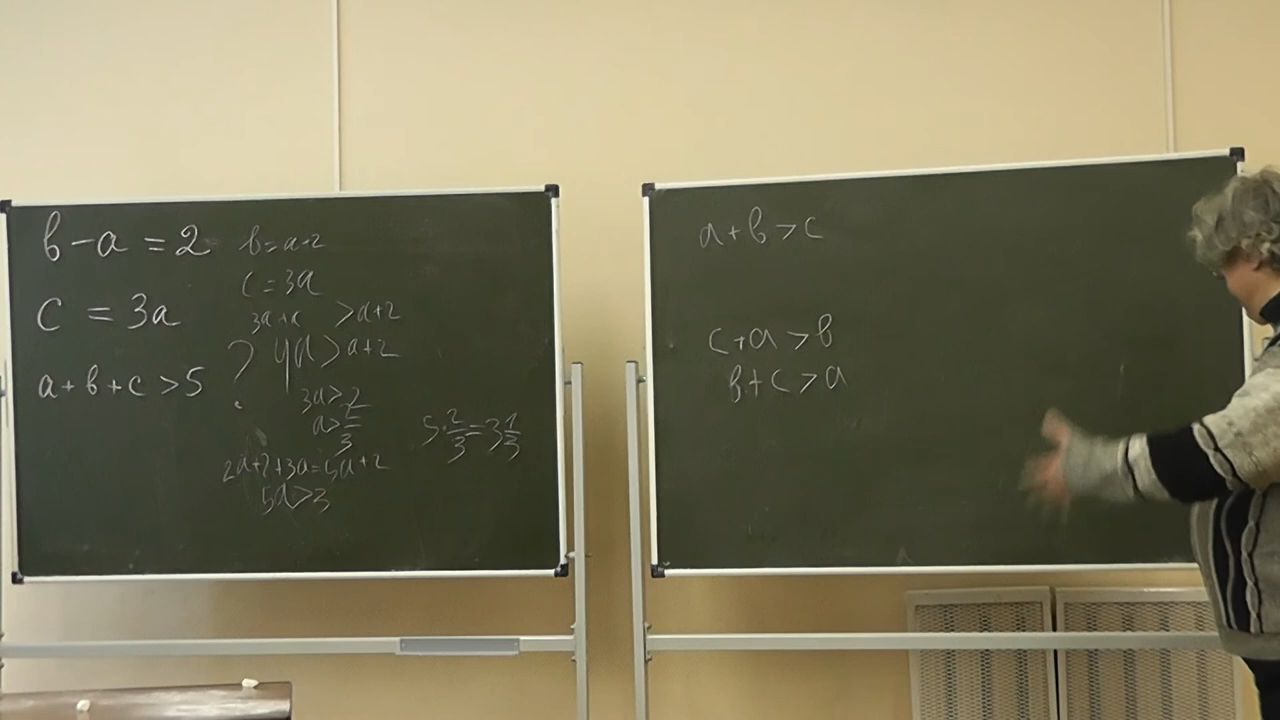 в - a = 2
c = 3a
a + в + c > 5
в = a + 2
c = 3a
3a + a > a + 2
? 4a > a + 2
3a > 2
a > 2/3
2a + 2 + 3a = 5a + 2
5a > 3
5 · 2/3 = 3 1/3
a + в > c
c + a > в
в + c > a